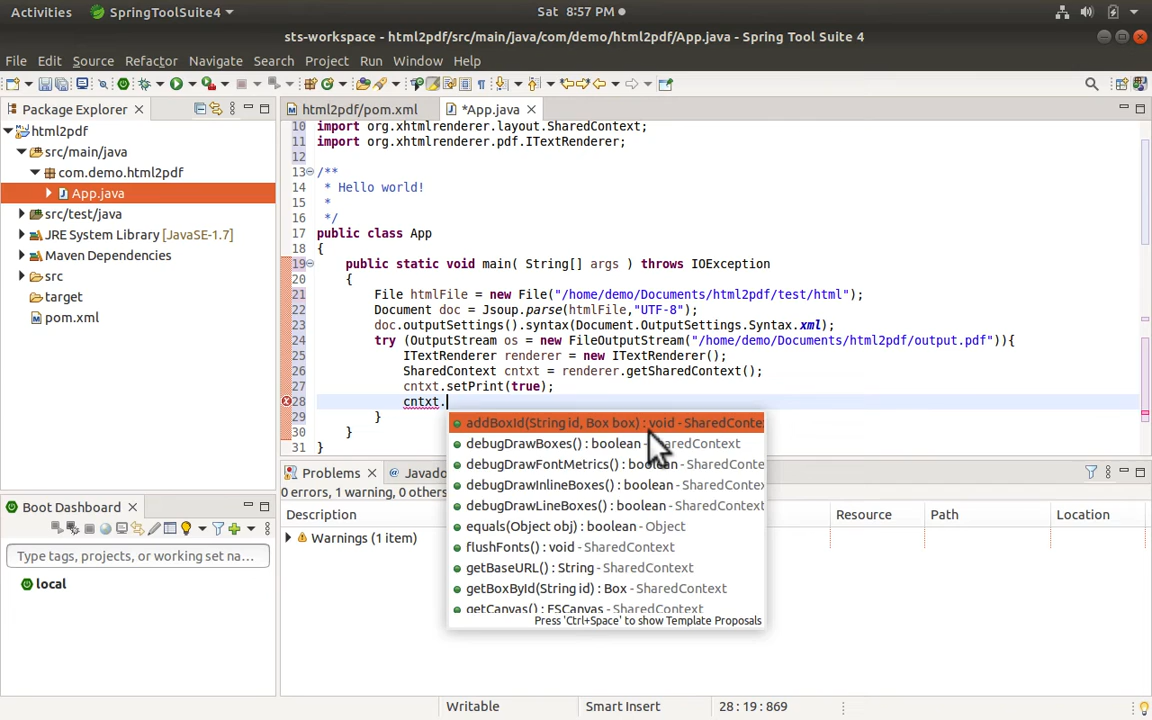 Activities SpringToolSuite4 Sat 8:57 PM
sts-workspace - html2pdf/src/main/java/com/demo/html2pdf/App.java - Spring Tool Suite 4
File Edit Source Refactor Navigate Search Project Run Window Help
Package Explorer html2pdf/pom.xml *App.java
html2pdf
src/main/java
com.demo.html2pdf
App.java
src/test/java
JRE System Library [JavaSE-1.7]
Maven Dependencies
src
target
pom.xml
10 import org.xhtmlrenderer.layout.SharedContext;
11 import org.xhtmlrenderer.pdf.ITextRenderer;
12
13 /**
14 * Hello world!
15 *
16 */
17 public class App
18 {
19 public static void main( String[] args ) throws IOException
20 {
21 File htmlFile = new File("/home/demo/Documents/html2pdf/test/html");
22 Document doc = Jsoup.parse(htmlFile,"UTF-8");
23 doc.outputSettings().syntax(Document.OutputSettings.Syntax.xml);
24 try (OutputStream os = new FileOutputStream("/home/demo/Documents/html2pdf/output.pdf")){
25 ITextRenderer renderer = new ITextRenderer();
26 SharedContext cntxt = renderer.getSharedContext();
27 cntxt.setPrint(true);
28 cntxt.
29 }
30 }
31 }
addBoxId(String id, Box box) : void - SharedConte
debugDrawBoxes() : boolean - SharedContext
debugDrawFontMetrics() : boolean - SharedConte
debugDrawInlineBoxes() : boolean - SharedContex
debugDrawLineBoxes() : boolean - SharedContext
equals(Object obj) : boolean - Object
flushFonts() : void - SharedContext
getBaseURL() : String - SharedContext
getBoxById(String id) : Box - SharedContext
getCanvas() : FSCanvas - SharedContext
Press 'Ctrl+Space' to show Template Proposals
Problems @ Javado
0 errors, 1 warning, 0 others
Description Resource Path Location
Warnings (1 item)
Boot Dashboard
Type tags, projects, or working set na...
local
Writable Smart Insert 28 : 19 : 869